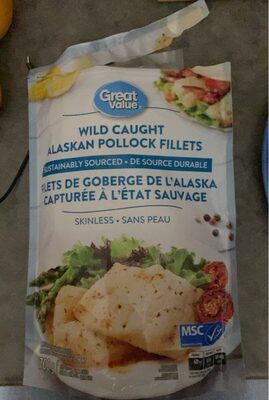 Great
Value
WILD CAUGHT
ALASKAN POLLOCK FILLETS
SUSTAINABLY SOURCED • DE SOURCE DURABLE
FILETS DE GOBERGE DE L'ALASKA
CAPTURÉE À L'ÉTAT SAUVAGE
SKINLESS • SANS PEAU
MSC